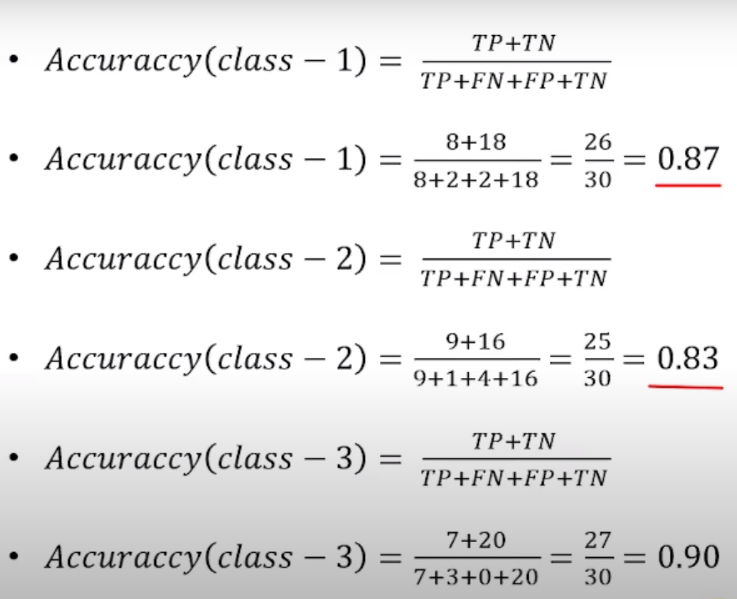 • Accuraccy(class − 1) = TP+TN / TP+FN+FP+TN
• Accuraccy(class − 1) = 8+18 / 8+2+2+18 = 26 / 30 = 0.87
• Accuraccy(class − 2) = TP+TN / TP+FN+FP+TN
• Accuraccy(class − 2) = 9+16 / 9+1+4+16 = 25 / 30 = 0.83
• Accuraccy(class − 3) = TP+TN / TP+FN+FP+TN
• Accuraccy(class − 3) = 7+20 / 7+3+0+20 = 27 / 30 = 0.90